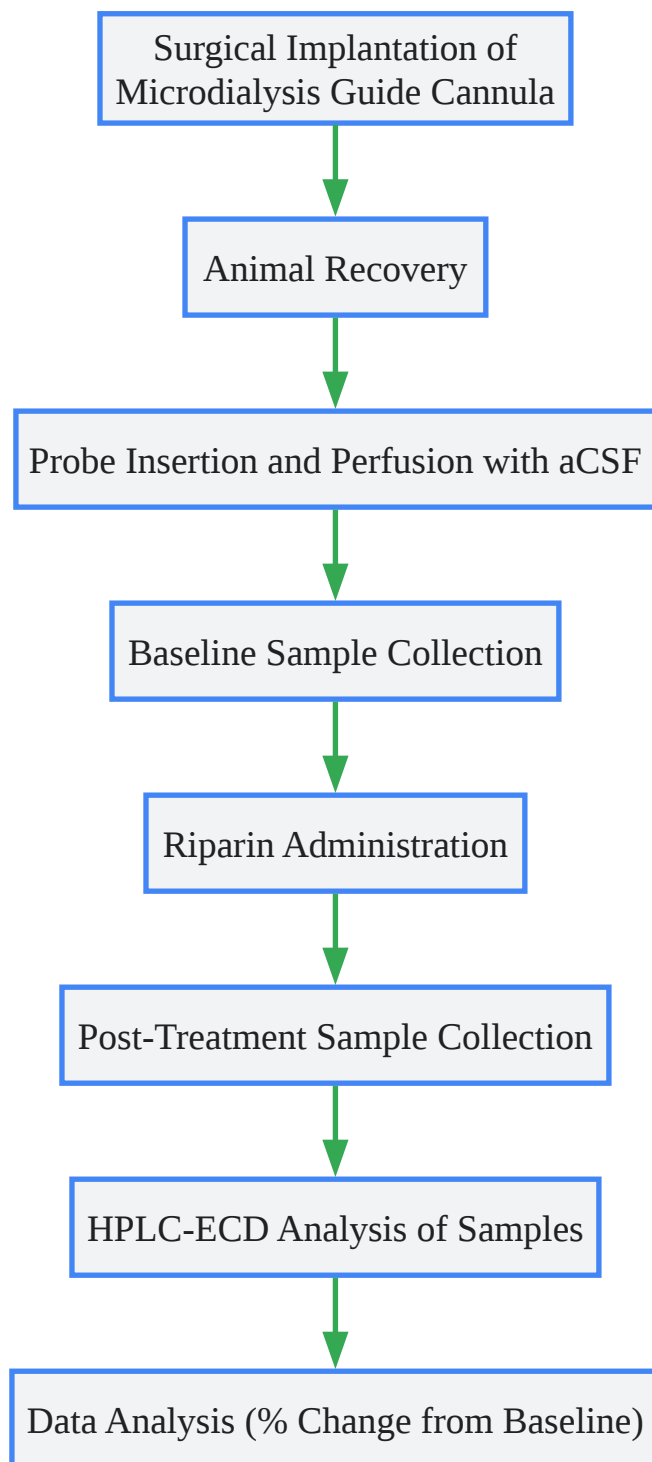 Surgical Implantation of
Microdialysis Guide Cannula
Animal Recovery
Probe Insertion and Perfusion with aCSF
Baseline Sample Collection
Riparin Administration
Post-Treatment Sample Collection
HPLC-ECD Analysis of Samples
Data Analysis (% Change from Baseline)